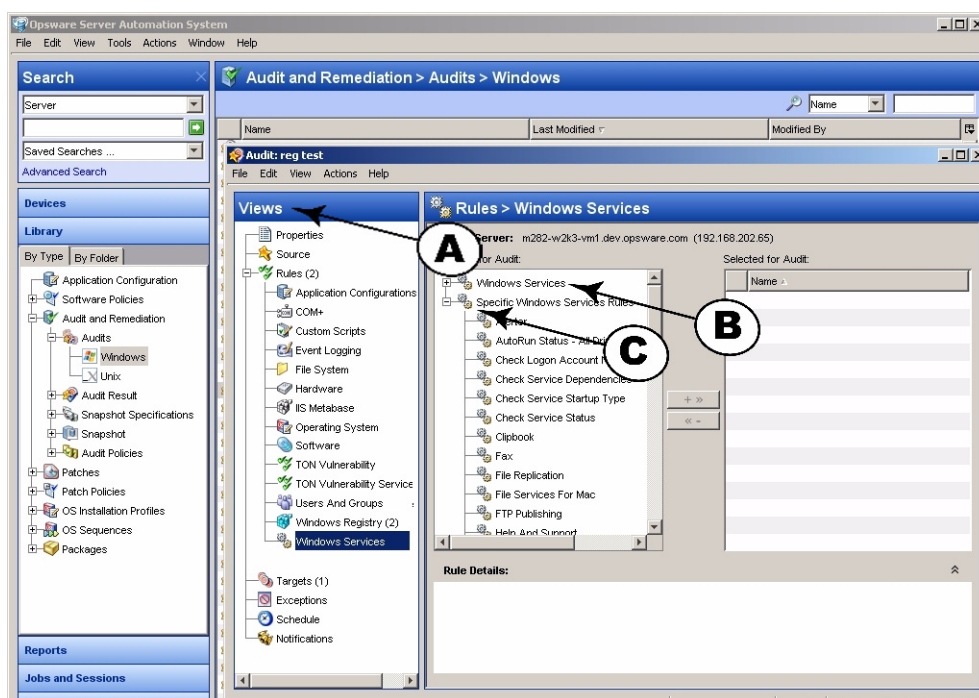 Opsware Server Automation System
File Edit View Tools Actions Window Help
Search
Server
Saved Searches ...
Advanced Search
Devices
Library
By Type By Folder
Application Configuration
Software Policies
Audit and Remediation
Audits
Windows
Unix
Audit Result
Snapshot Specifications
Snapshot
Audit Policies
Patches
Patch Policies
OS Installation Profiles
OS Sequences
Packages
Reports
Jobs and Sessions
Audit and Remediation > Audits > Windows
Name
Name Last Modified Modified By
Audit: reg test
File Edit View Actions Help
Views
Properties
Source
Rules (2)
Application Configurations
COM+
Custom Scripts
Event Logging
File System
Hardware
IIS Metabase
Operating System
Software
TON Vulnerability
TON Vulnerability Service
Users And Groups
Windows Registry (2)
Windows Services
Targets (1)
Exceptions
Schedule
Notifications
Rules > Windows Services
Server: m282-w2k3-vm1.dev.opsware.com (192.168.202.65)
for Audit:
Windows Services
Specific Windows Services Rules
AutoRun Status - All
Check Logon Account
Check Service Dependencies
Check Service Startup Type
Check Service Status
Clipbook
Fax
File Replication
File Services For Mac
FTP Publishing
Help And Support
+ »
« -
Selected for Audit:
Name
Rule Details:
A
B
C